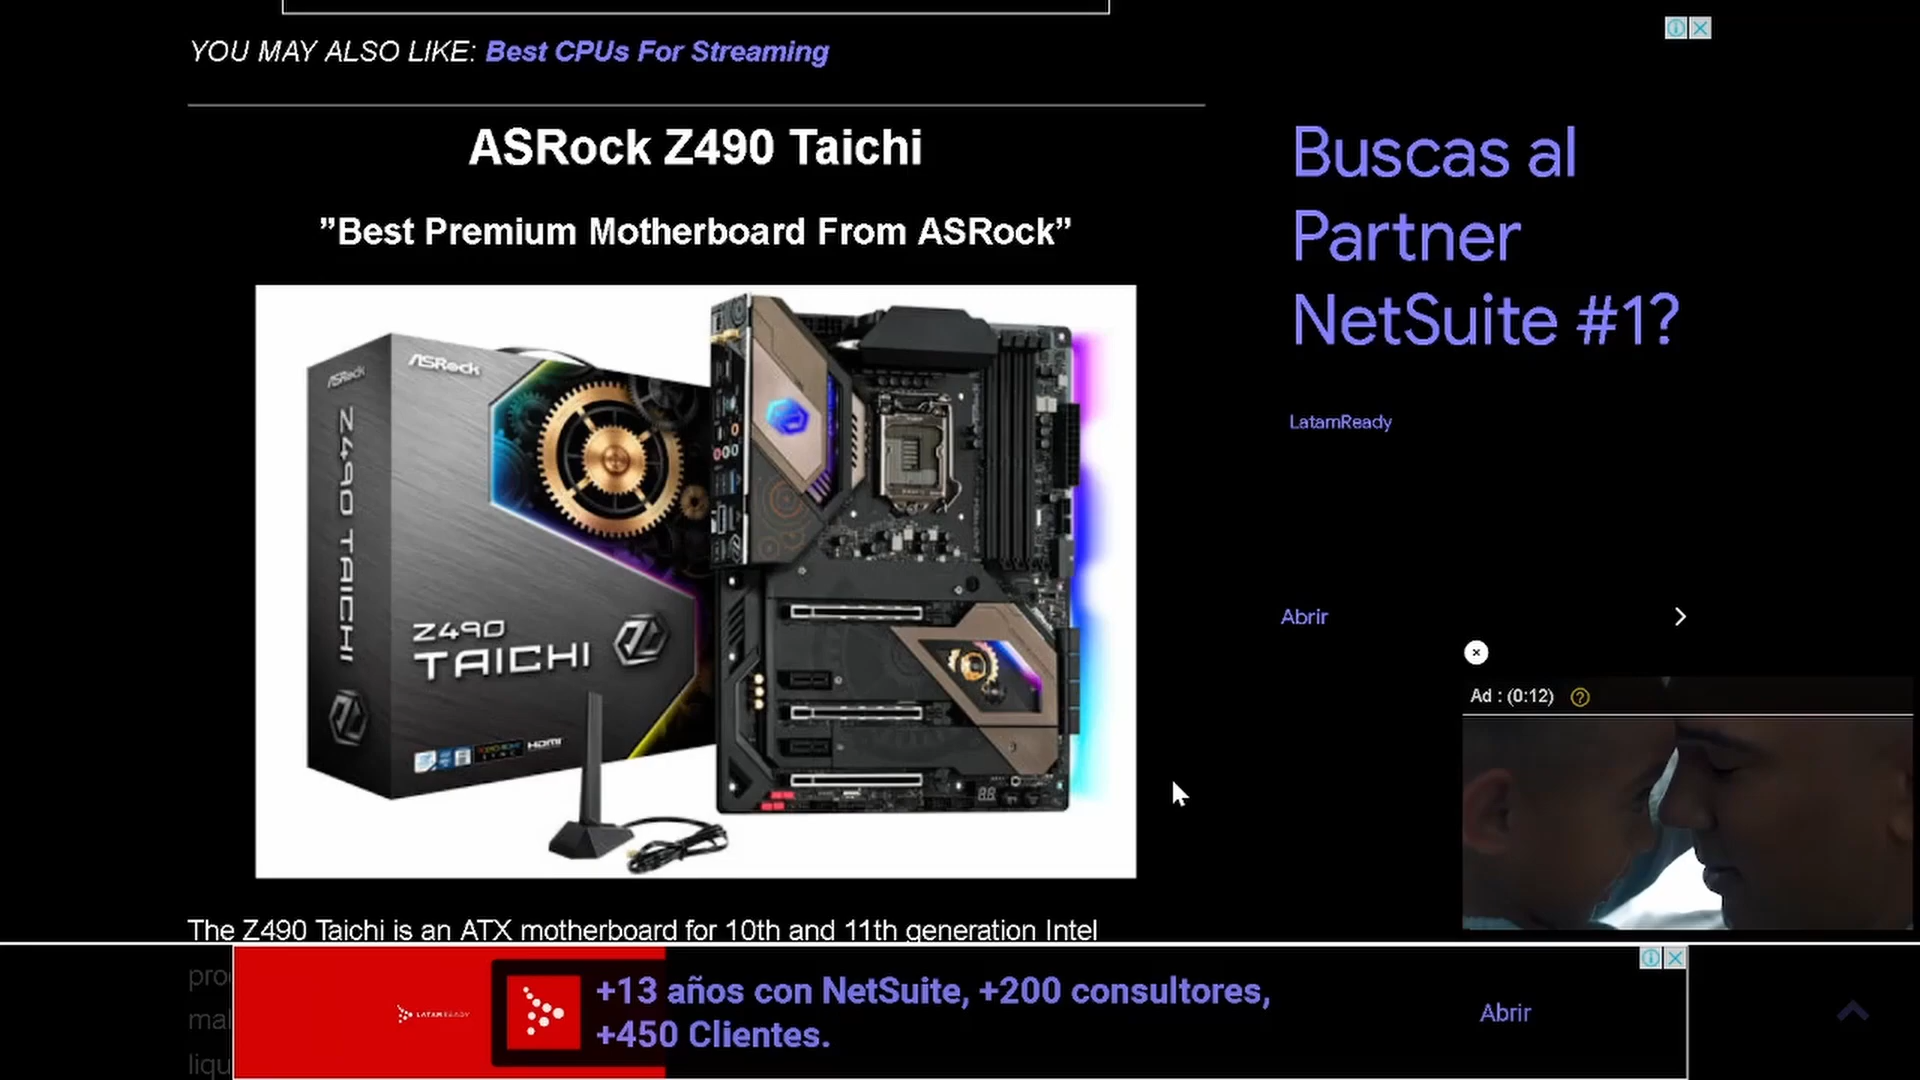 YOU MAY ALSO LIKE: Best CPUs For Streaming
ASRock Z490 Taichi
”Best Premium Motherboard From ASRock”
ASRock
ASRock
Z490 TAICHI
Z490
TAICHI
HDMI
The Z490 Taichi is an ATX motherboard for 10th and 11th generation Intel
Buscas al
Partner
NetSuite #1?
LatamReady
Abrir
Ad : (0:12)
LATAMREADY
+13 años con NetSuite, +200 consultores,
+450 Clientes.
Abrir